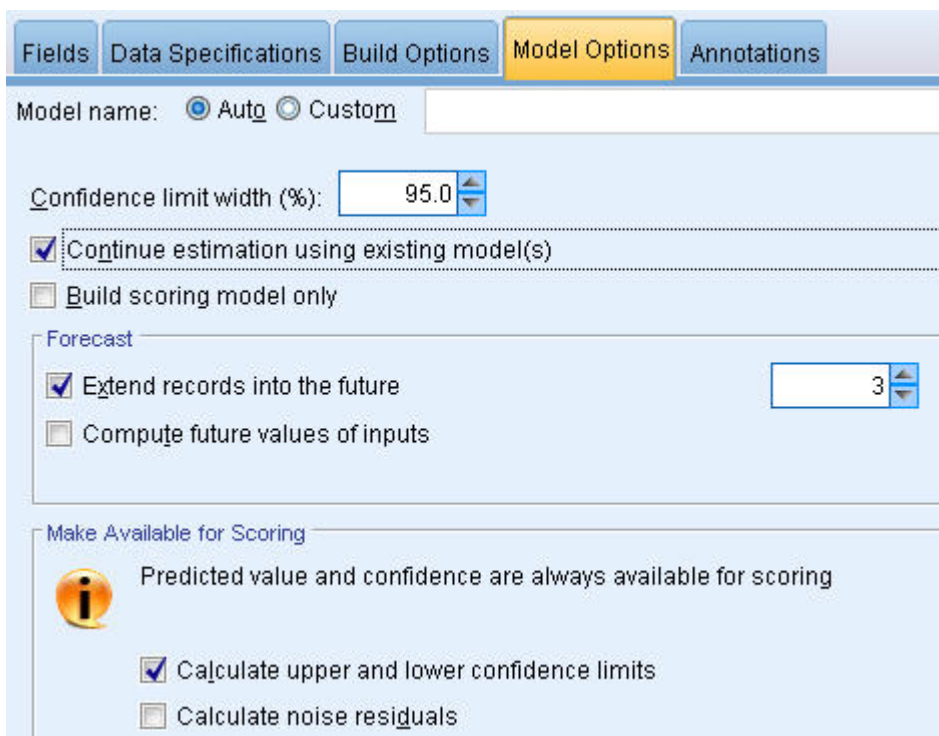 Fields Data Specifications Build Options Model Options Annotations
Model name: Auto Custom
Confidence limit width (%): 95.0
Continue estimation using existing model(s)
Build scoring model only
Forecast
Extend records into the future 3
Compute future values of inputs
Make Available for Scoring
Predicted value and confidence are always available for scoring
Calculate upper and lower confidence limits
Calculate noise residuals